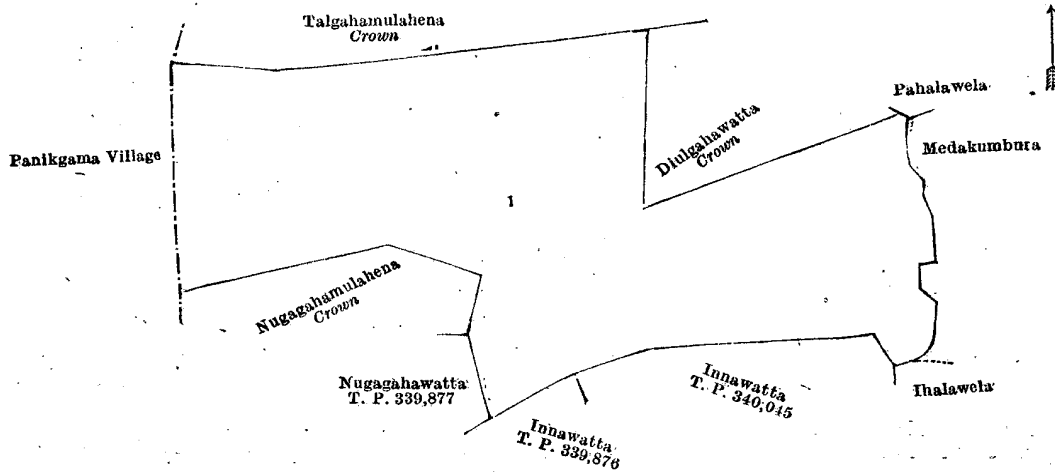 Talgahamulahena
Crown
Pahalawela
Diulgahawatta
Crown
Medakumbura
Panikgama Village
1
Nugagahamulahena
Crown
Nugagahawatta
T. P. 339,877
Innawatta
T. P. 340,045
Ihalawela
Innawatta
T. P. 339,876